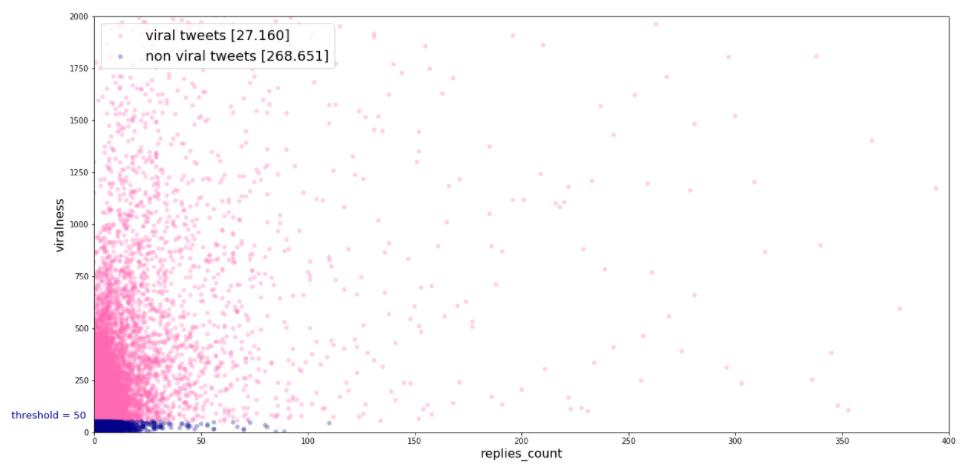 viral tweets [27.160]
non viral tweets [268.651]
2000
1750
1500
1250
1000
750
500
250
0
threshold = 50
viralness
0 50 100 150 200 250 300 350 400
replies_count